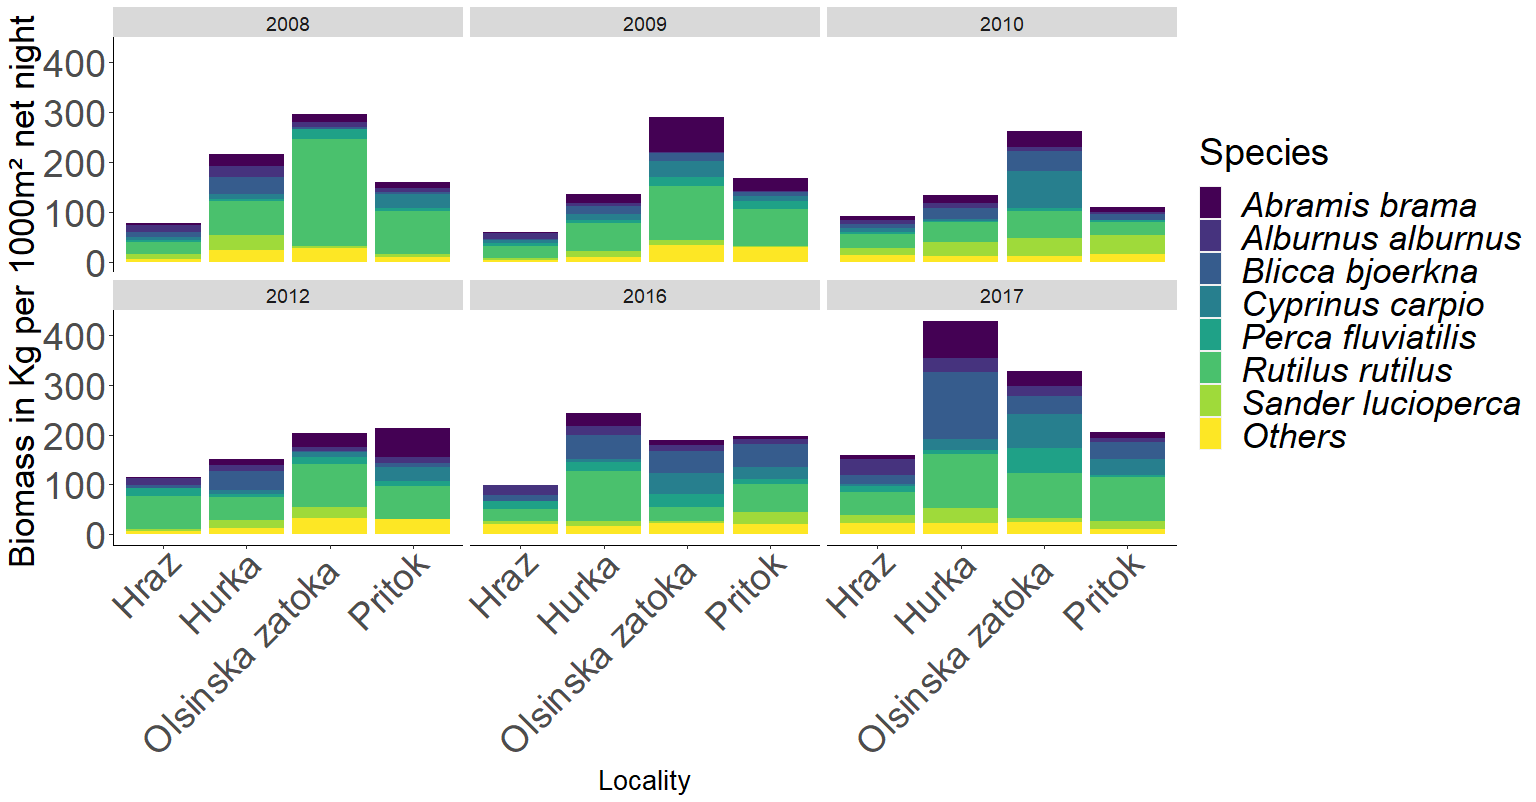 Biomass in Kg per 1000m² net night
2008
2009
2010
400
300
200
100
0
2012
2016
2017
400
300
200
100
0
Hraz
Hurka
Olsinska zatoka
Pritok
Hraz
Hurka
Olsinska zatoka
Pritok
Hraz
Hurka
Olsinska zatoka
Pritok
Locality
Species
Abramis brama
Alburnus alburnus
Blicca bjoerkna
Cyprinus carpio
Perca fluviatilis
Rutilus rutilus
Sander lucioperca
Others